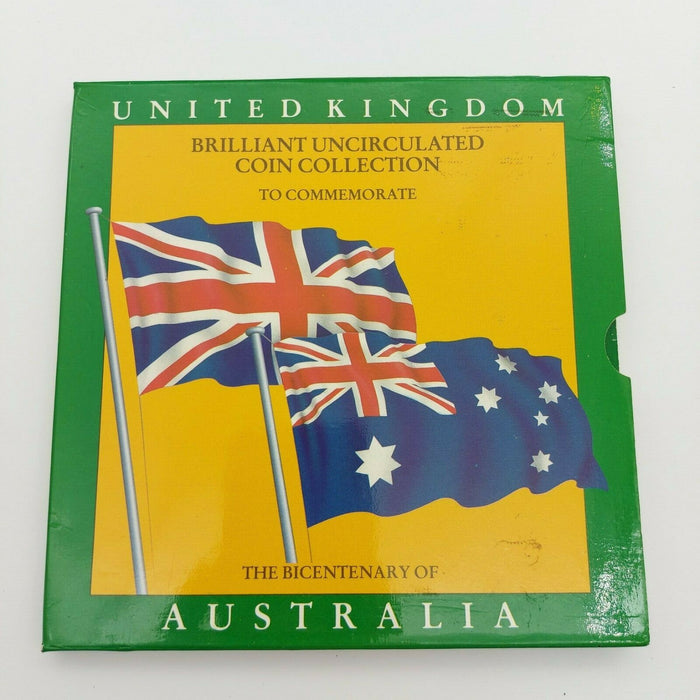 UNITED KINGDOM
BRILLIANT UNCIRCULATED
COIN COLLECTION
TO COMMEMORATE
THE BICENTENARY OF
AUSTRALIA